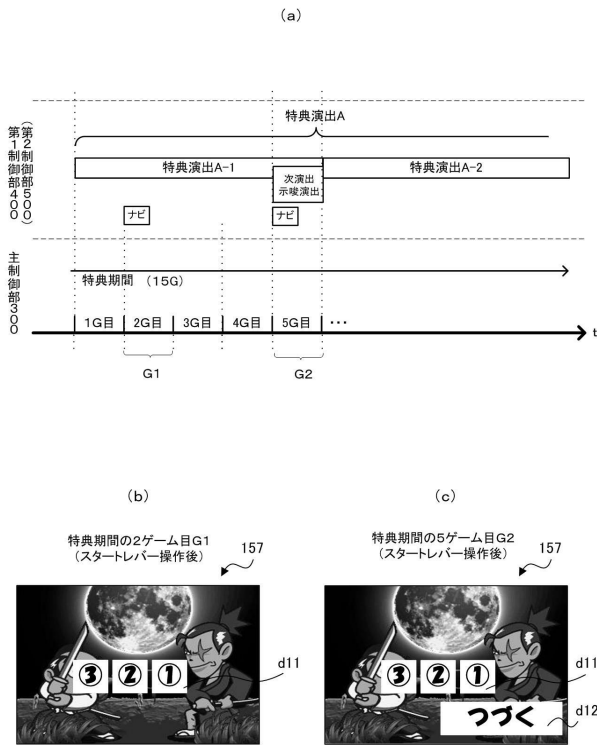 (a)
特典演出A
特典演出A-1
特典演出A-2
次演出
示唆演出
ナビ
ナビ
第1制御部400
(第2制御部500)
主制御部300
特典期間 (15G)
1G目
2G目
3G目
4G目
5G目
・・・
t
G1
G2
(b)
特典期間の2ゲーム目G1
(スタートレバー操作後)
157
③ ② ①
d11
(c)
特典期間の5ゲーム目G2
(スタートレバー操作後)
157
③ ② ①
d11
つづく
d12